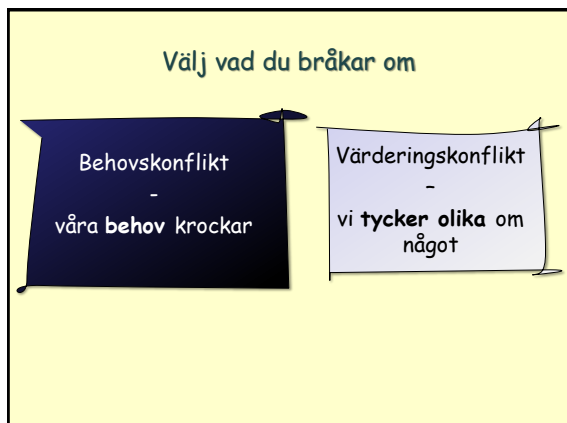 Välj vad du bråkar om
Behovskonflikt
-
våra behov krockar
Värderingskonflikt
–
vi tycker olika om
något